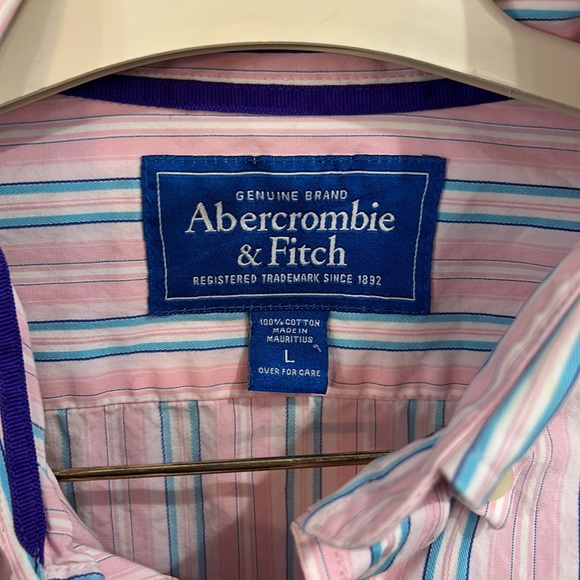 GENUINE BRAND
Abercrombie
& Fitch
REGISTERED TRADEMARK SINCE 1892
100% COTTON
MADE IN
MAURITIUS
L
OVER FOR CARE